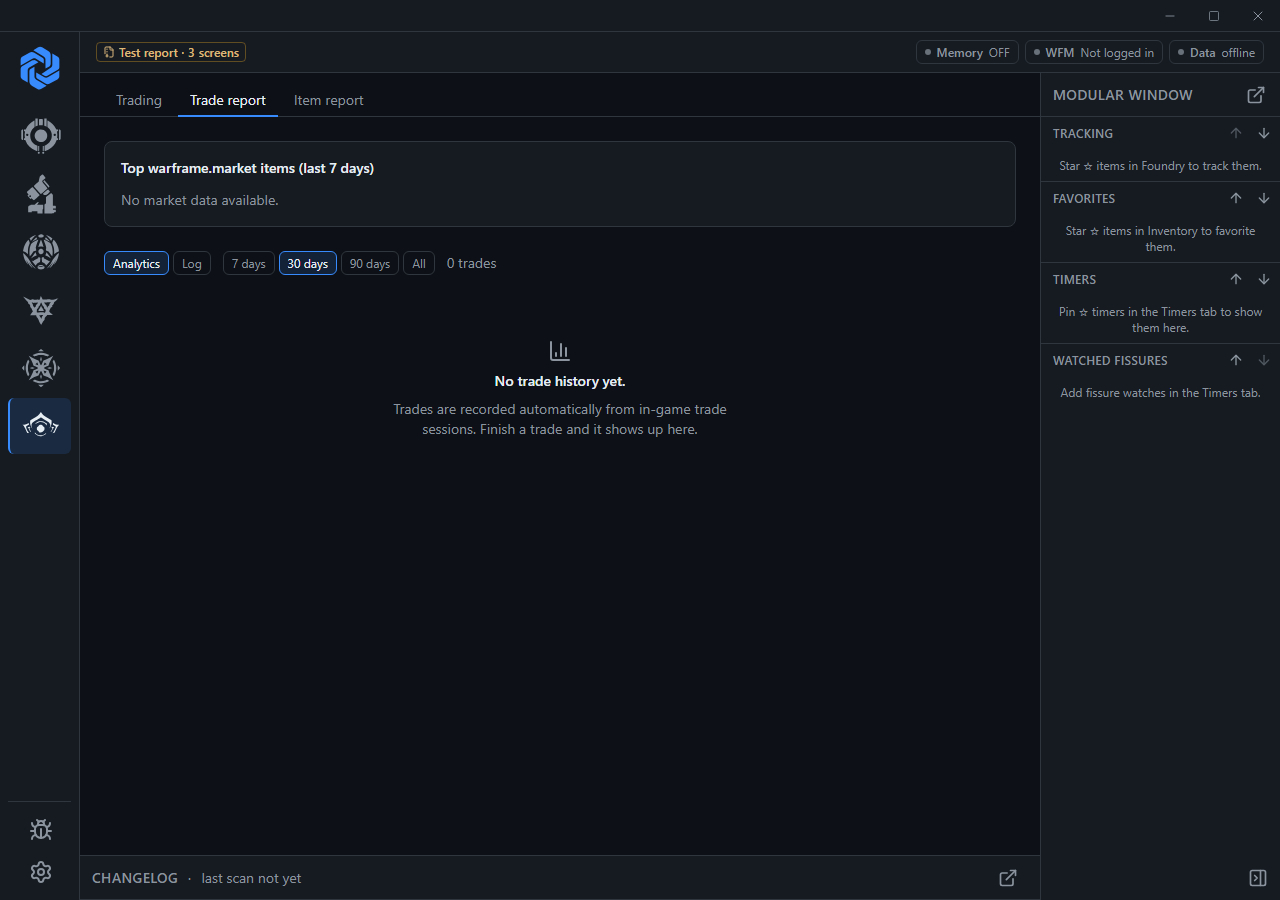 Test report · 3 screens
Memory OFF
WFM Not logged in
Data offline
Trading
Trade report
Item report
Top warframe.market items (last 7 days)
No market data available.
Analytics
Log
7 days
30 days
90 days
All
0 trades
No trade history yet.
Trades are recorded automatically from in-game trade
sessions. Finish a trade and it shows up here.
MODULAR WINDOW
TRACKING
Star ☆ items in Foundry to track them.
FAVORITES
Star ☆ items in Inventory to favorite
them.
TIMERS
Pin ☆ timers in the Timers tab to show
them here.
WATCHED FISSURES
Add fissure watches in the Timers tab.
CHANGELOG · last scan not yet